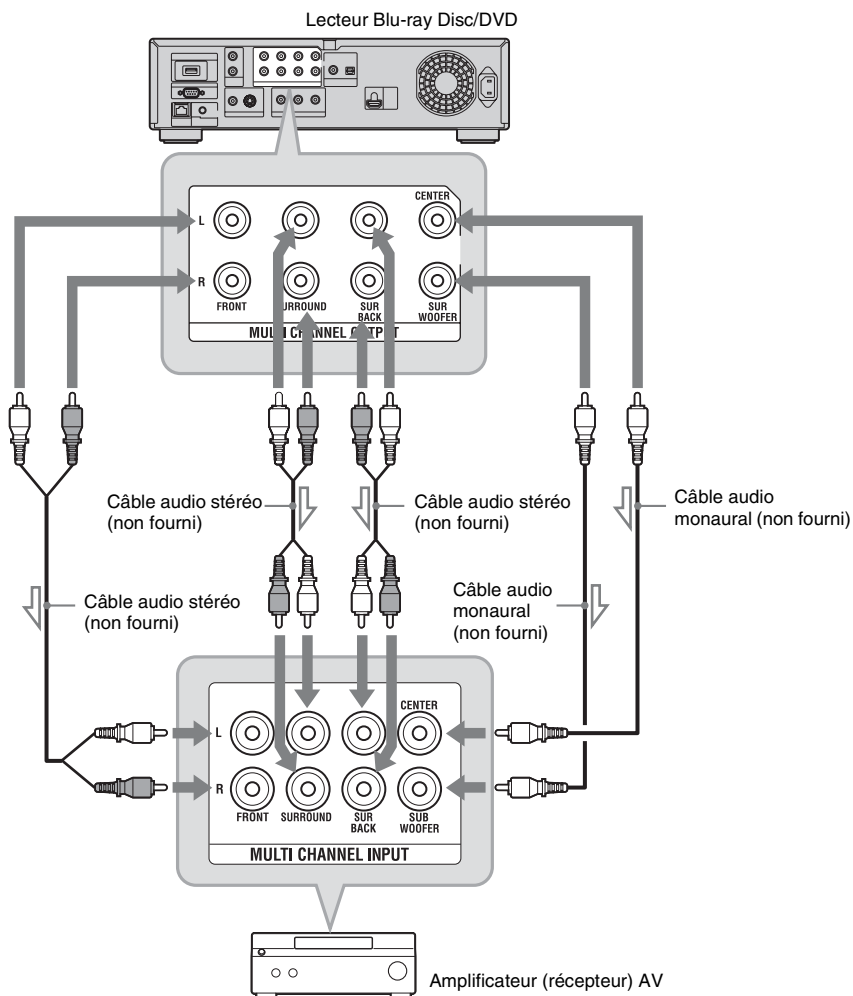 Lecteur Blu-ray Disc/DVD
CENTER
L
R
FRONT
URROUND
SUR
BACK
SUR
WOOFER
MULTI CHANNEL OUTPUT
Câble audio stéréo
(non fourni)
Câble audio stéréo
(non fourni)
Câble audio
monaural (non fourni)
Câble audio stéréo
(non fourni)
Câble audio
monaural
(non fourni)
CENTER
L
R
FRONT
SURROUND
SUR
BACK
SUB
WOOFER
MULTI CHANNEL INPUT
Amplificateur (récepteur) AV